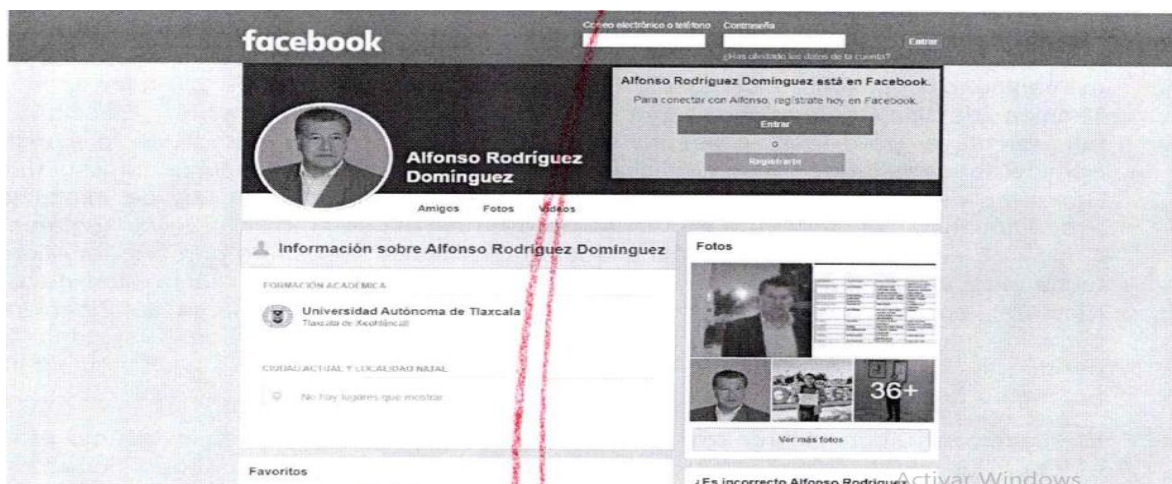 facebook
Correo electrónico o teléfono
Contraseña
Entrar
¿Has olvidado los datos de la cuenta?
Alfonso Rodríguez Domínguez está en Facebook.
Para conectar con Alfonso, regístrate hoy en Facebook.
Entrar
o
Registrarte
Alfonso Rodríguez
Domínguez
Amigos Fotos Vídeos
Información sobre Alfonso Rodríguez Domínguez
FORMACIÓN ACADÉMICA
Universidad Autónoma de Tlaxcala
Tlaxcala de Xicohténcatl
CIUDAD ACTUAL Y LOCALIDAD NATAL
No hay lugares que mostrar
Favoritos
Fotos
36+
Ver más fotos
¿Es incorrecto Alfonso Rodríguez
Activar Windows